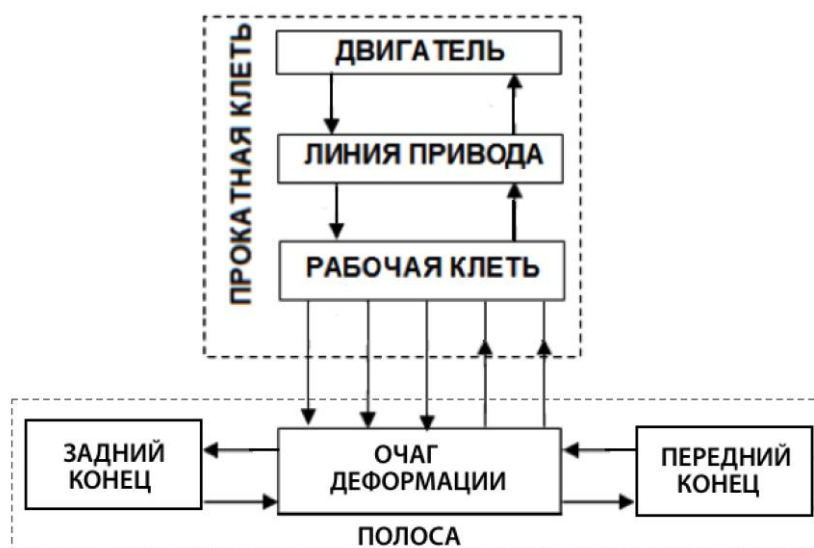 ПРОКАТНАЯ КЛЕТЬ
ДВИГАТЕЛЬ
ЛИНИЯ ПРИВОДА
РАБОЧАЯ КЛЕТЬ
ЗАДНИЙ
КОНЕЦ
ОЧАГ
ДЕФОРМАЦИИ
ПЕРЕДНИЙ
КОНЕЦ
ПОЛОСА